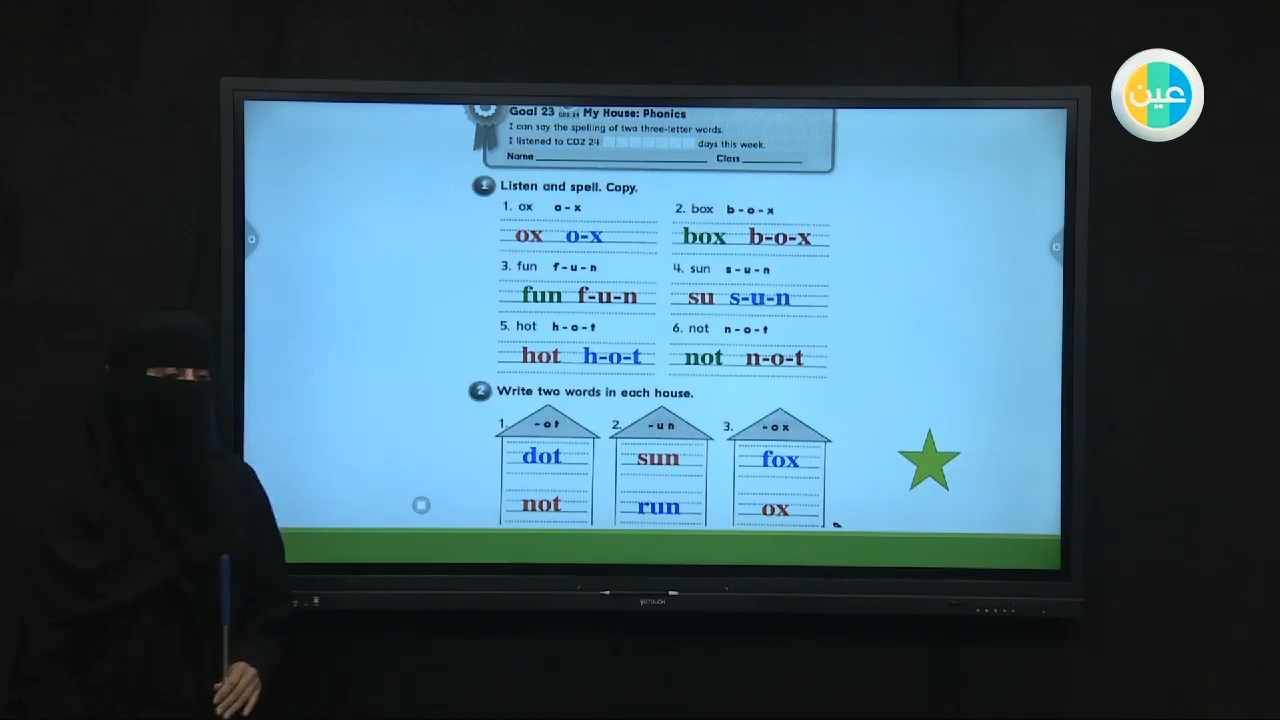 عين
Goal 23 CD2 24 My House: Phonics
I can say the spelling of two three-letter words.
I listened to CD2 24 days this week.
Name Class
1 Listen and spell. Copy.
1. ox o - x 2. box b - o - x
ox o-x box b-o-x
3. fun f - u - n 4. sun s - u - n
fun f-u-n su s-u-n
5. hot h - o - t 6. not n - o - t
hot h-o-t not n-o-t
2 Write two words in each house.
1. - o t 2. - u n 3. - o x
dot sun fox
not run ox